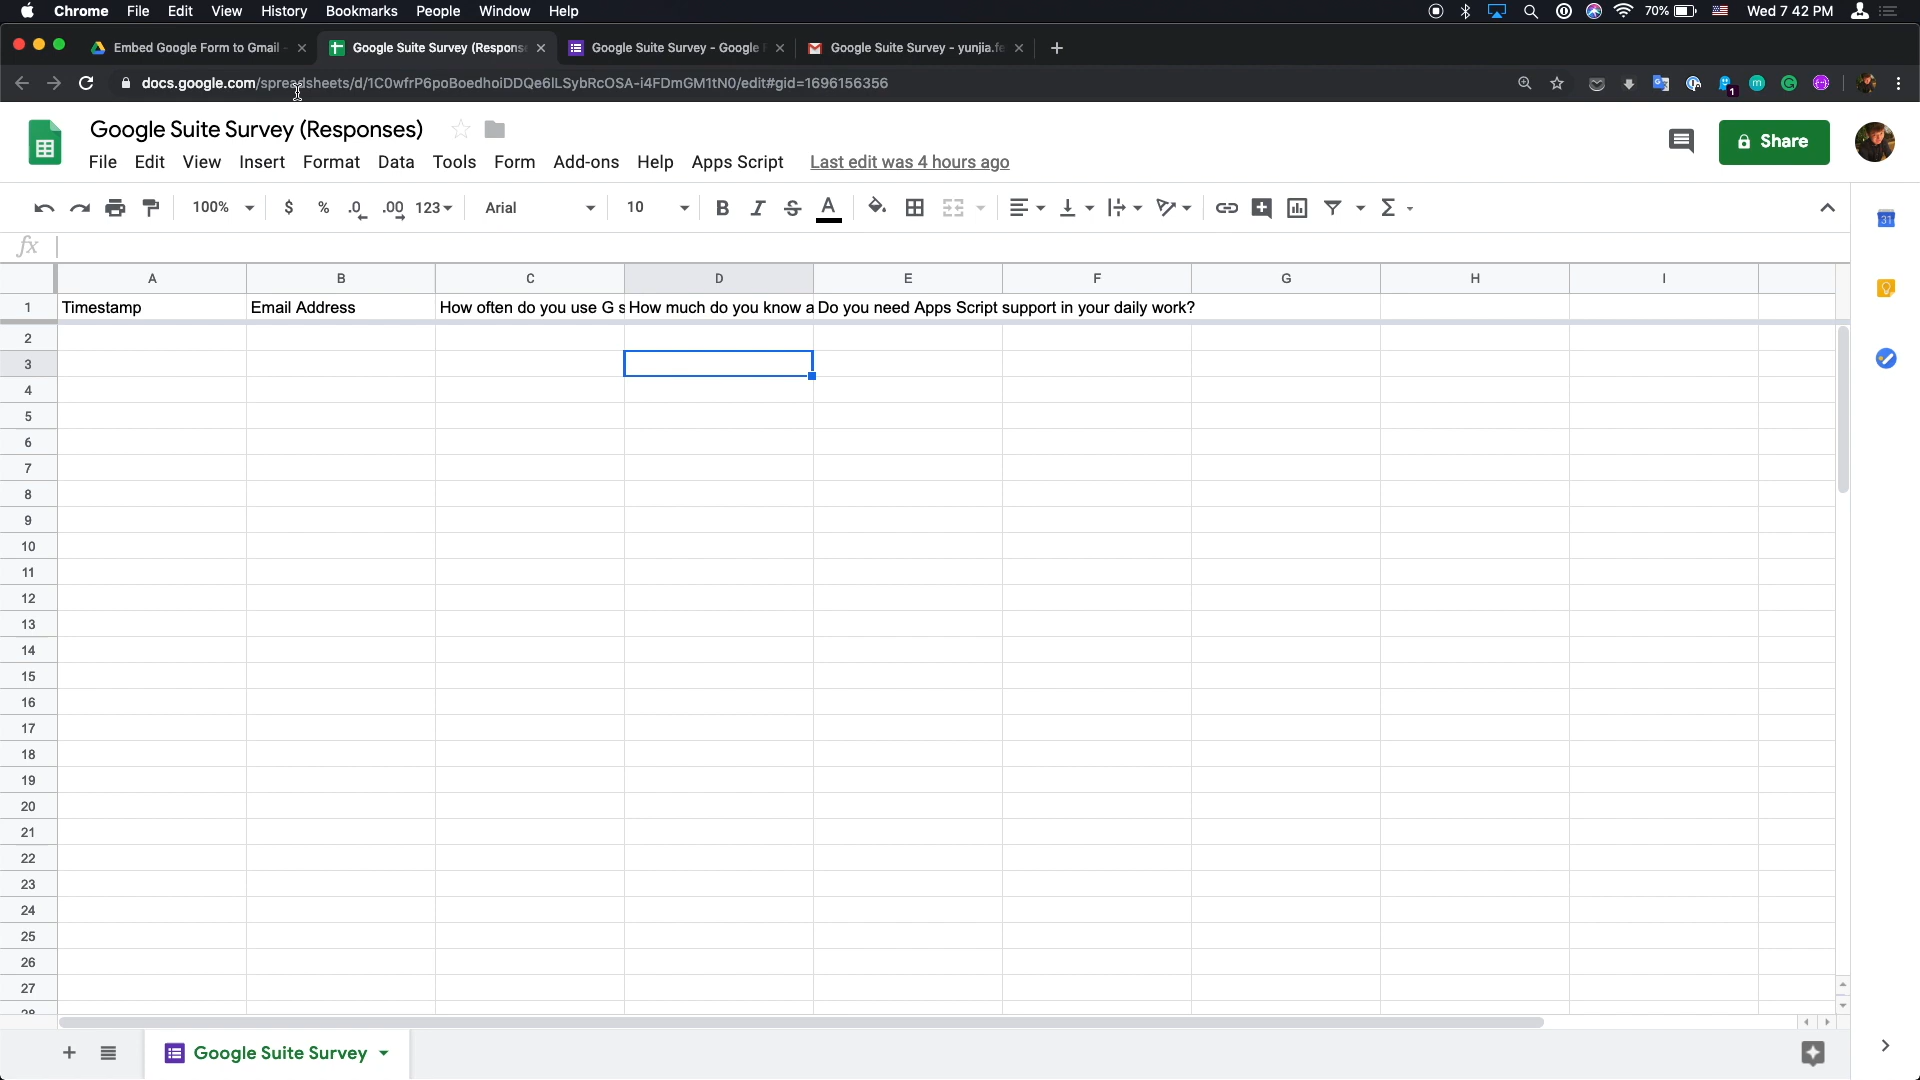 Chrome File Edit View History Bookmarks People Window Help 70% Wed 7 42 PM
Embed Google Form to Gmail - Google Suite Survey (Respons Google Suite Survey - Google F Google Suite Survey - yunjia.fe
docs.google.com/spreadsheets/d/1C0wfrP6poBoedhoiDDQe6lLSybRcOSA-i4FDmGM1tN0/edit#gid=1696156356 1
Google Suite Survey (Responses)
File Edit View Insert Format Data Tools Form Add-ons Help Apps Script Last edit was 4 hours ago
Share
100% $ % .0 .00 123 Arial 10 B I S A Σ
31
fx
A B C D E F G H I
1 Timestamp Email Address How often do you use G s How much do you know a Do you need Apps Script support in your daily work?
2
3
4
5
6
7
8
9
10
11
12
13
14
15
16
17
18
19
20
21
22
23
24
25
26
27
28
Google Suite Survey